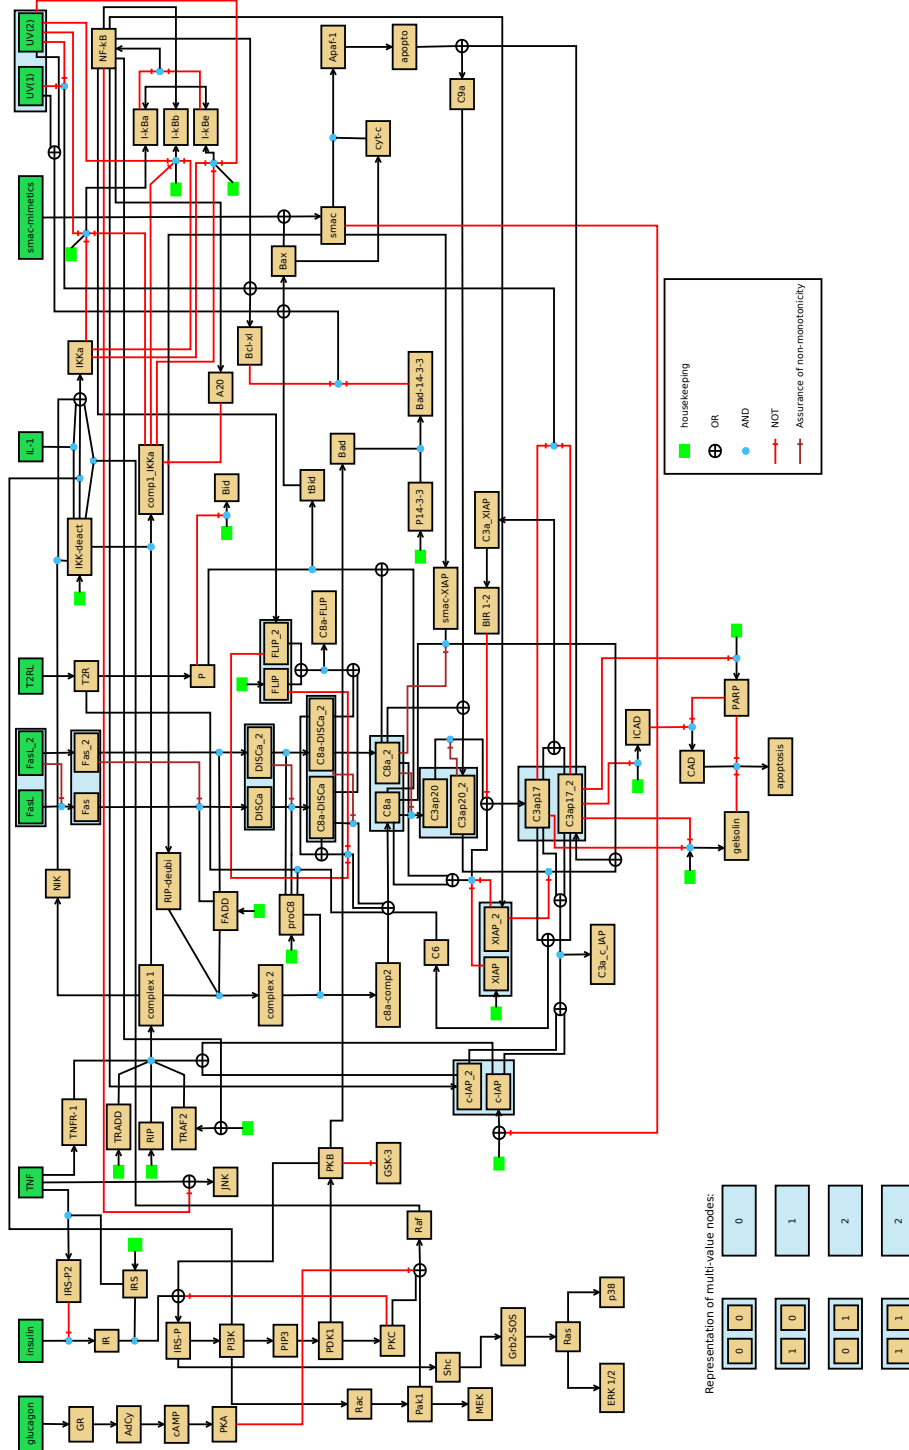 glucagon
insulin
TNF
FasL
FasL_2
T2RL
IL-1
smac-mimetics
UV(1)
UV(2)
GR
IR
IRS-P2
TNFR-1
NIK
Fas
Fas_2
T2R
IKK-deact
IKKa
NF-kB
AdCy
IRS
TRADD
RIP
TRAF2
complex 1
comp1_IKKa
I-kBa
I-kBb
I-kBe
cAMP
IRS-P
RIP-deubi
P
PKA
PI3K
JNK
FADD
Bid
A20
Bcl-xl
PIP3
complex 2
proC8
DISCa
DISCa_2
FLIP
FLIP_2
tBid
Bax
PDK1
PKB
C8a-DISCa
C8a-DISCa_2
C8a-FLIP
Bad
smac
Apaf-1
Rac
PKC
GSK-3
c8a-comp2
C8a
C8a_2
cyt-c
apopto
Pak1
Raf
P14-3-3
Bad-14-3-3
Shc
C6
C3ap20
C3ap20_2
smac-XIAP
C9a
MEK
c-IAP_2
c-IAP
XIAP
XIAP_2
BIR 1-2
C3a_XIAP
Grb2-SOS
C3ap17
C3ap17_2
Ras
ERK 1/2
p38
C3a_c_IAP
ICAD
CAD
gelsolin
PARP
apoptosis
housekeeping
OR
AND
NOT
Assurance of non-monotonicity
Representation of multi-value nodes:
0 0 0
1 0 1
0 1 2
1 1 2